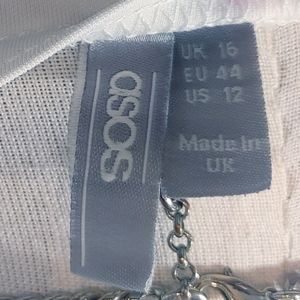 asos
UK 16
EU 44
US 12
Made in
UK